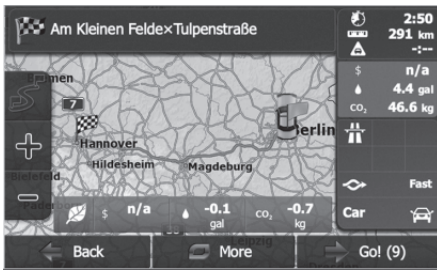 Am Kleinen Felde×Tulpenstraße
2:50
291 km
-:--
$ n/a
4.4 gal
CO₂ 46.6 kg
7
Hannover
Hildesheim
Magdeburg
Berlin
$ n/a
-0.1 gal
CO₂ -0.7 kg
Fast
Car
Back
More
Go! (9)